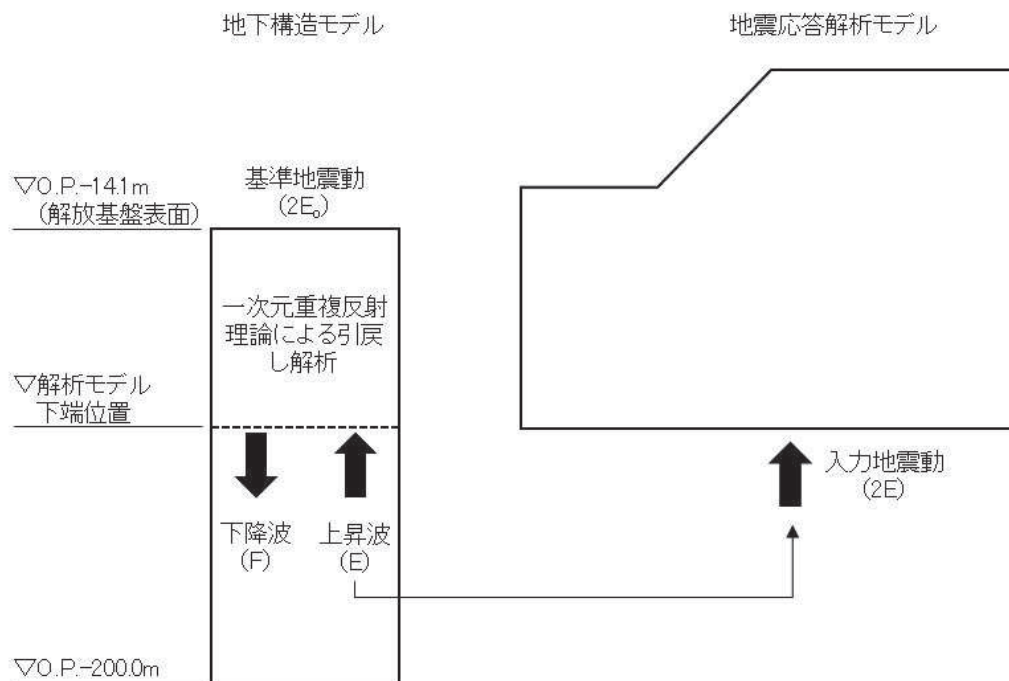 地下構造モデル
地震応答解析モデル
▽O.P.-14.1m
(解放基盤表面)
基準地震動
(2E₀)
一次元重複反射
理論による引戻
し解析
▽解析モデル
下端位置
下降波
(F)
上昇波
(E)
入力地震動
(2E)
▽O.P.-200.0m